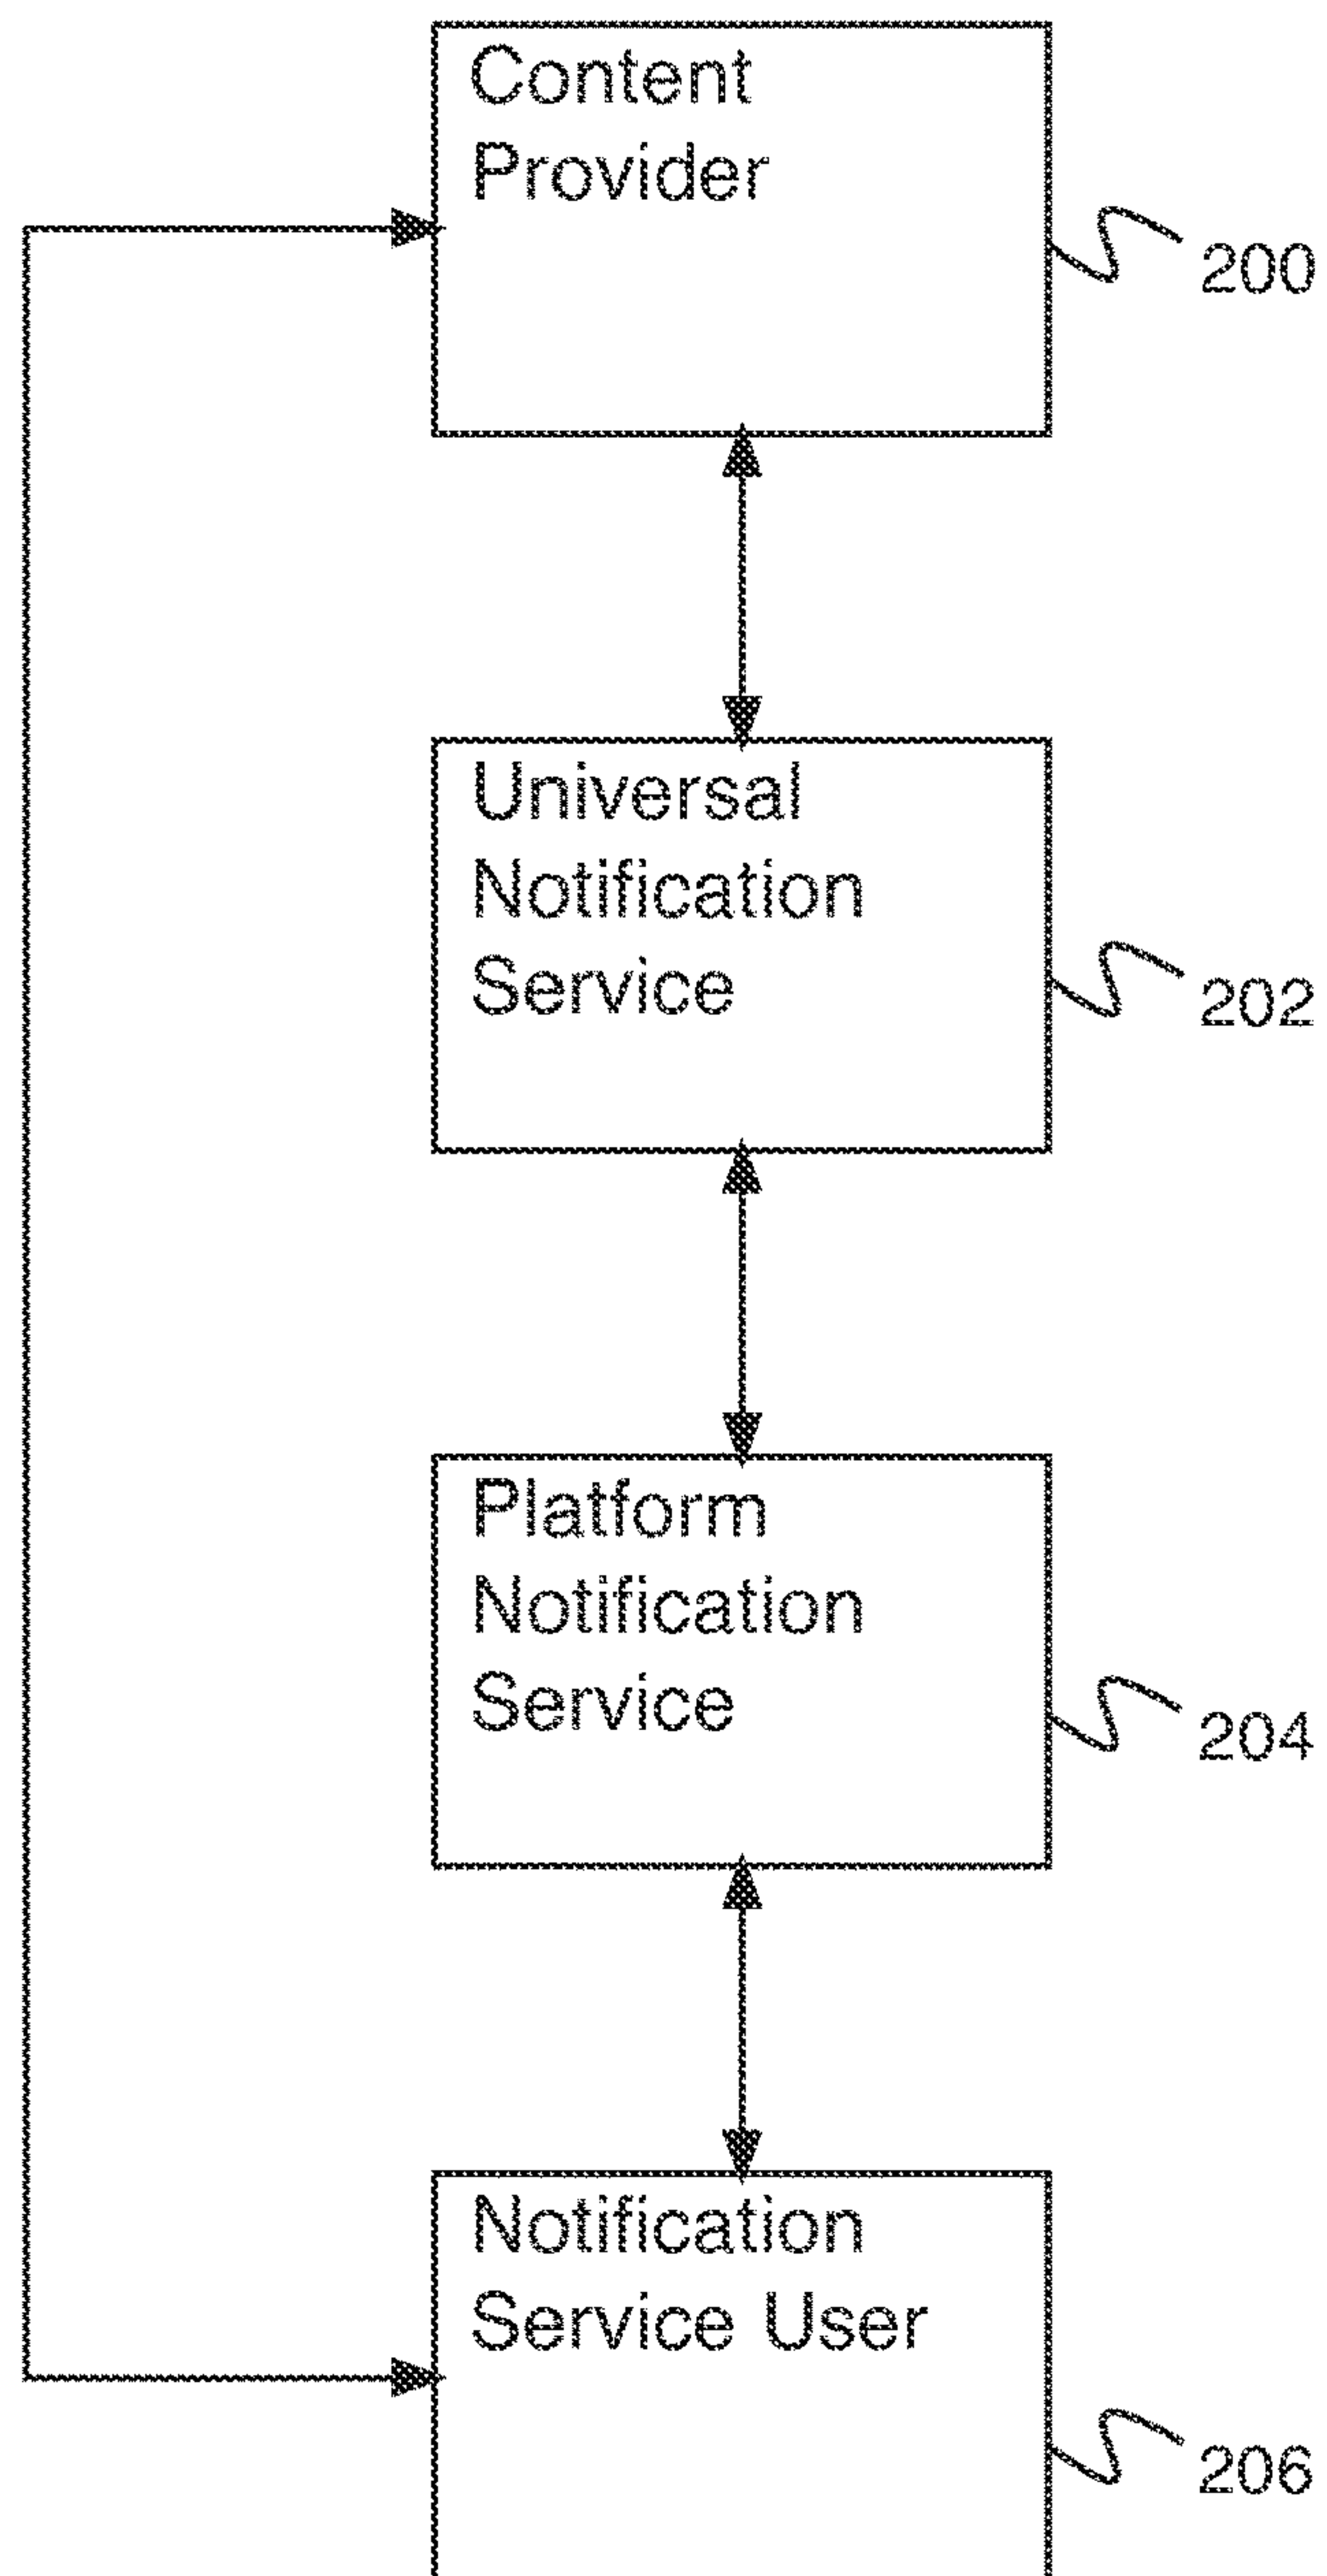 Content
Provider
200
Universal
Notification
Service
202
Platform
Notification
Service
204
Notification
Service User
206